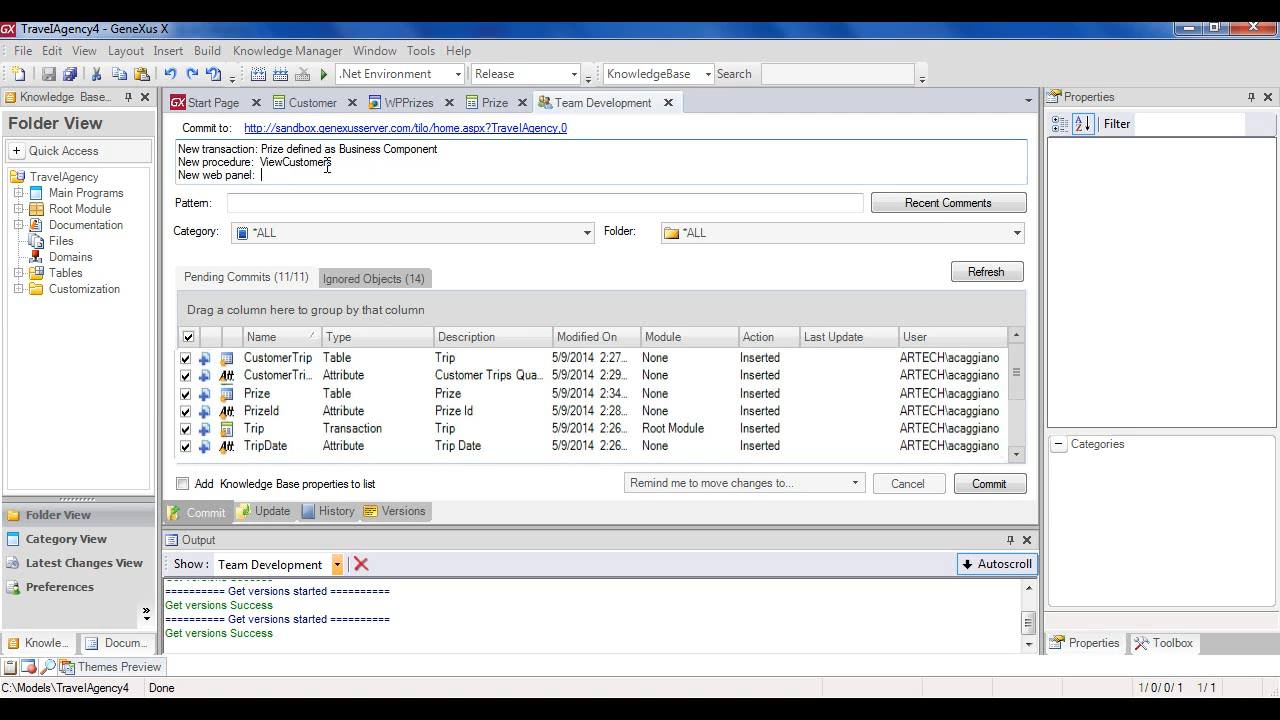 TravelAgency4 - GeneXus X
File Edit View Layout Insert Build Knowledge Manager Window Tools Help
.Net Environment Release KnowledgeBase Search
Knowledge Base...
Start Page Customer WPPrizes Prize Team Development
Properties
Folder View
Quick Access
TravelAgency
Main Programs
Root Module
Documentation
Files
Domains
Tables
Customization
Folder View
Category View
Latest Changes View
Preferences
Knowle... Docum...
Commit to: http://sandbox.genexusserver.com/tilo/home.aspx?TravelAgency,0
New transaction: Prize defined as Business Component
New procedure: ViewCustomers
New web panel:
Pattern: Recent Comments
Category: *ALL Folder: *ALL
Pending Commits (11/11) Ignored Objects (14) Refresh
Drag a column here to group by that column
Name Type Description Modified On Module Action Last Update User
CustomerTrip Table Trip 5/9/2014 2:27... None Inserted ARTECH\acaggiano
CustomerTri... Attribute Customer Trips Qua... 5/9/2014 2:29... None Inserted ARTECH\acaggiano
Prize Table Prize 5/9/2014 2:34... None Inserted ARTECH\acaggiano
PrizeId Attribute Prize Id 5/9/2014 2:28... None Inserted ARTECH\acaggiano
Trip Transaction Trip 5/9/2014 2:26... Root Module Inserted ARTECH\acaggiano
TripDate Attribute Trip Date 5/9/2014 2:26... None Inserted ARTECH\acaggiano
Add Knowledge Base properties to list Remind me to move changes to... Cancel Commit
Commit Update History Versions
Output
Show: Team Development Autoscroll
Get versions Success
========== Get versions started ==========
Get versions Success
========== Get versions started ==========
Get versions Success
Filter
Categories
Properties Toolbox
Themes Preview
C:\Models\TravelAgency4 Done 1/ 0/ 0/ 1 1/ 1